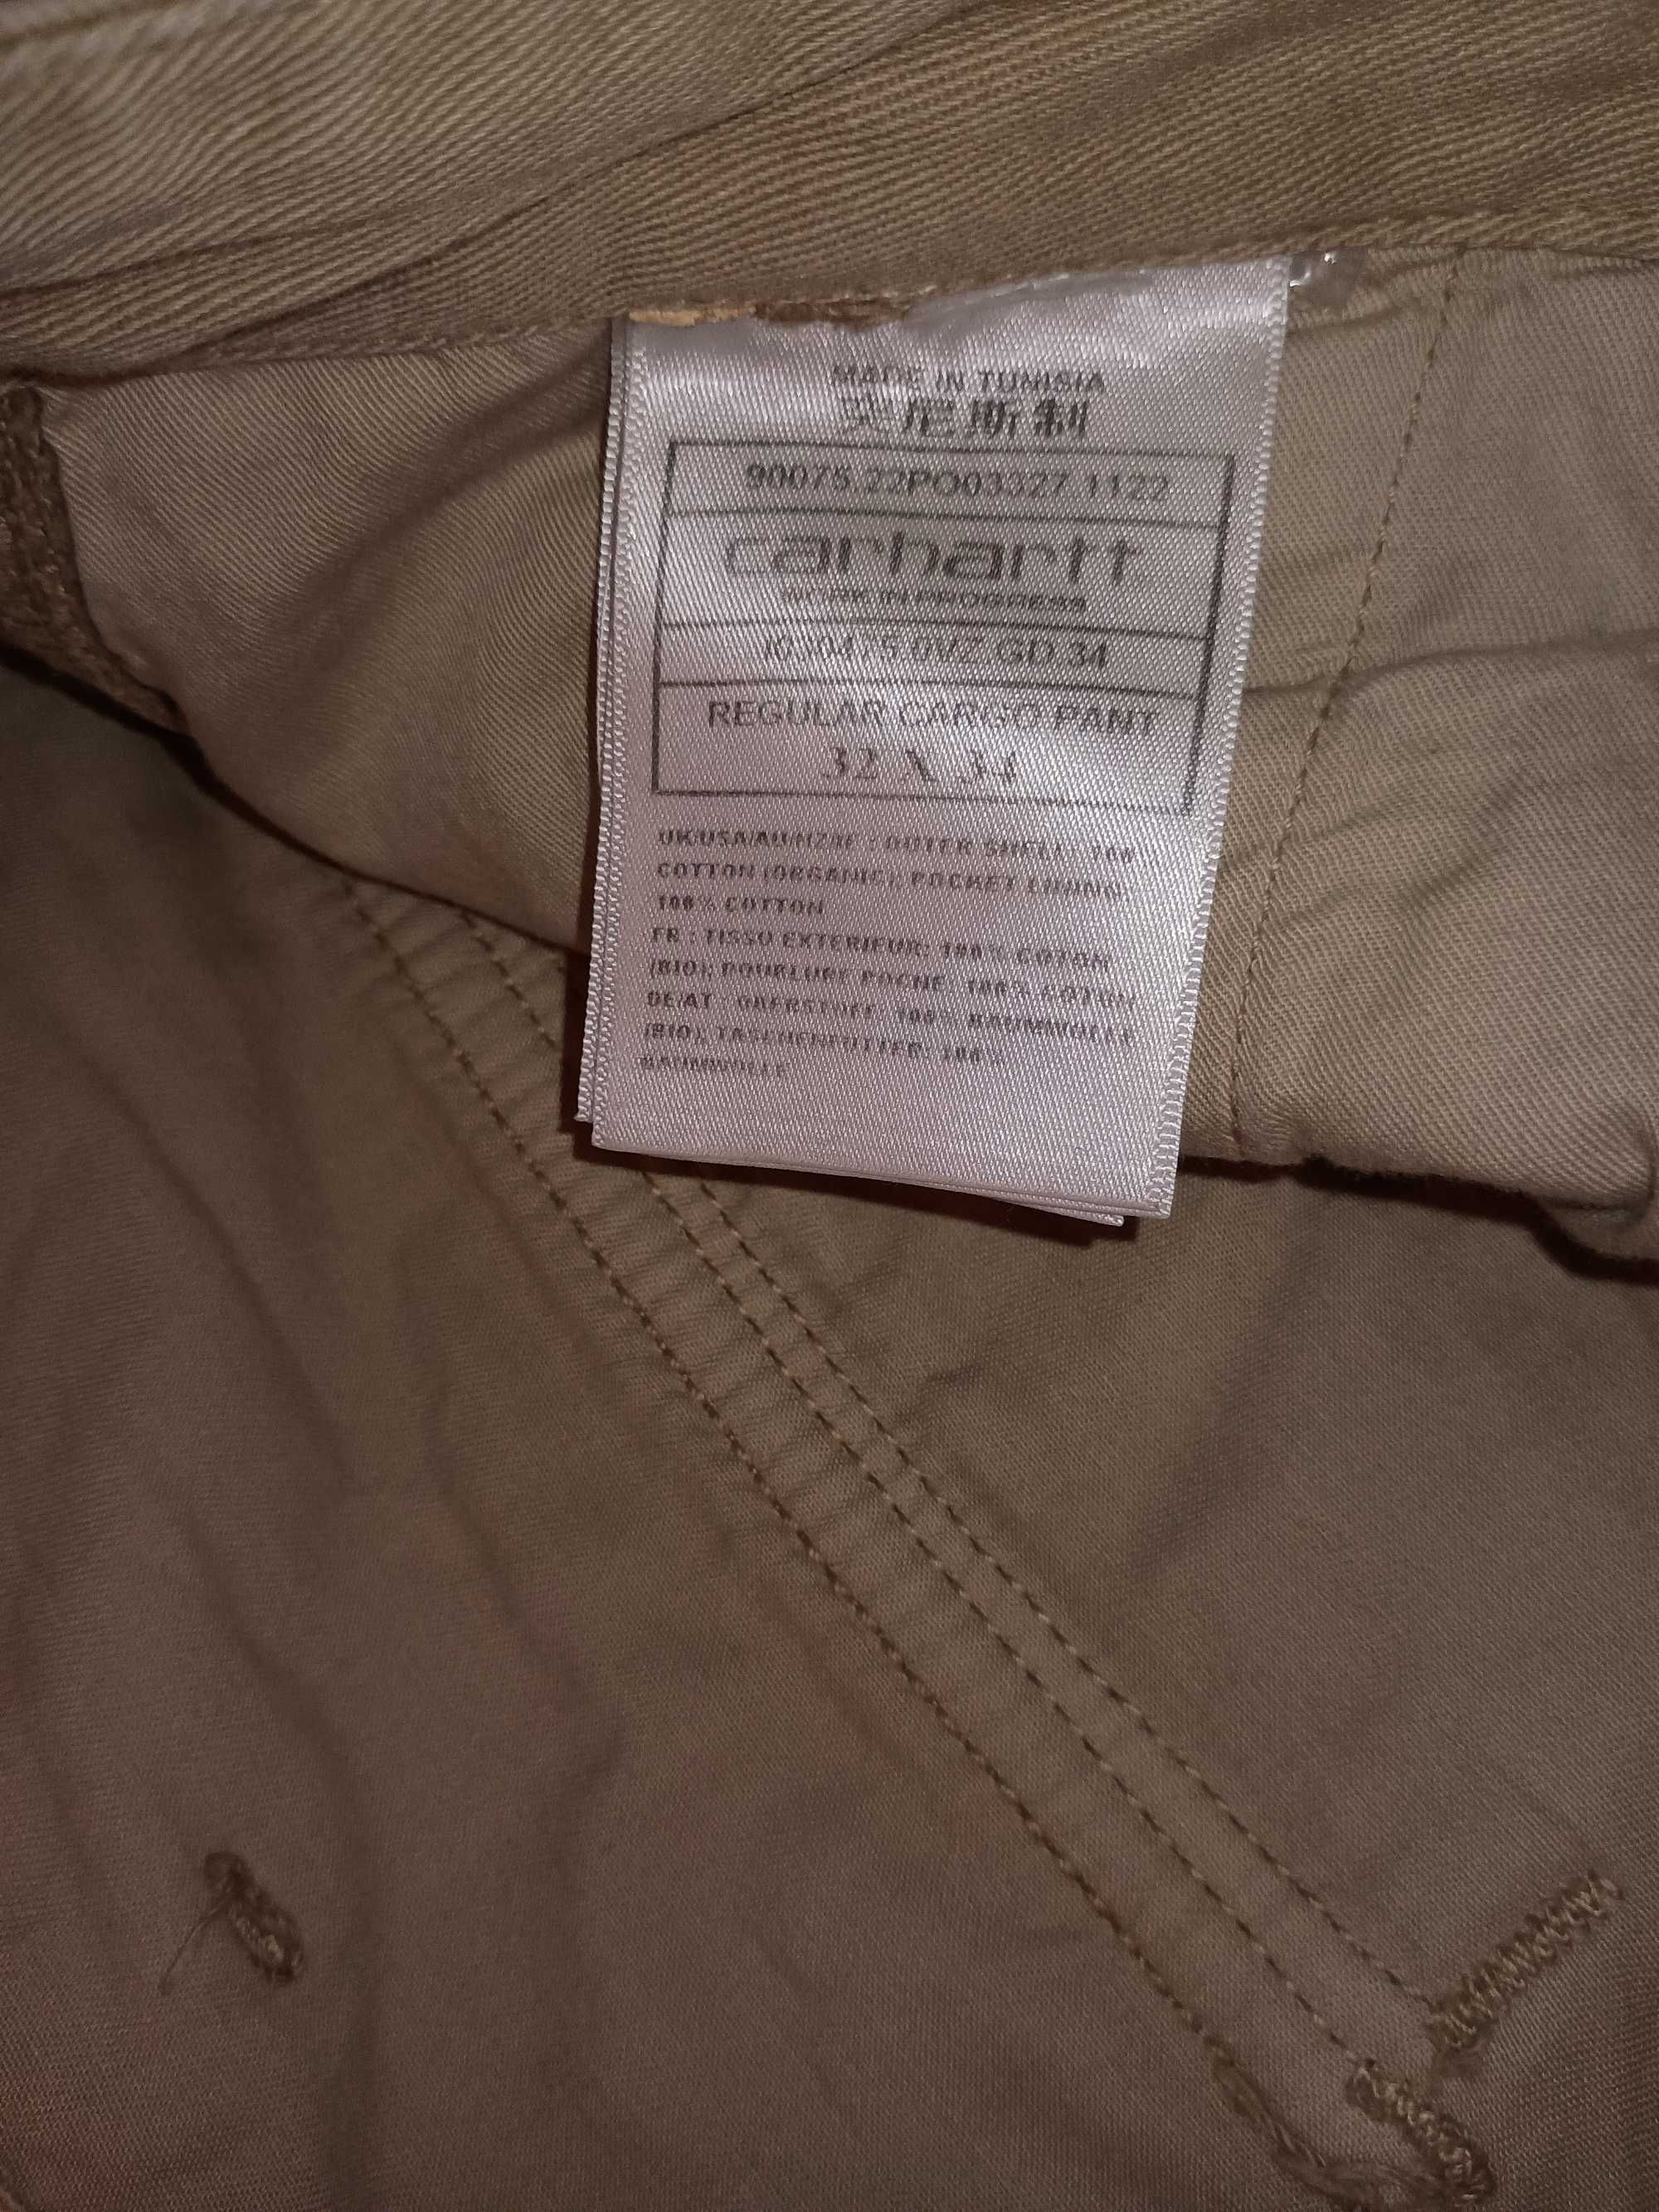 MADE IN TUNISIA
突尼斯制
90075.22PO03327.1122
carhartt
WORK IN PROGRESS
I030475.0VZ.GD.34
REGULAR CARGO PANT
32 X 34
UK/USA/AU/NZ/IE : OUTER SHELL: 100%
COTTON (ORGANIC); POCKET LINING:
100% COTTON
FR : TISSU EXTERIEUR: 100% COTON
(BIO); DOUBLURE POCHE: 100% COTON
DE/AT : OBERSTOFF: 100% BAUMWOLLE
(BIO); TASCHENFUTTER: 100%
BAUMWOLLE